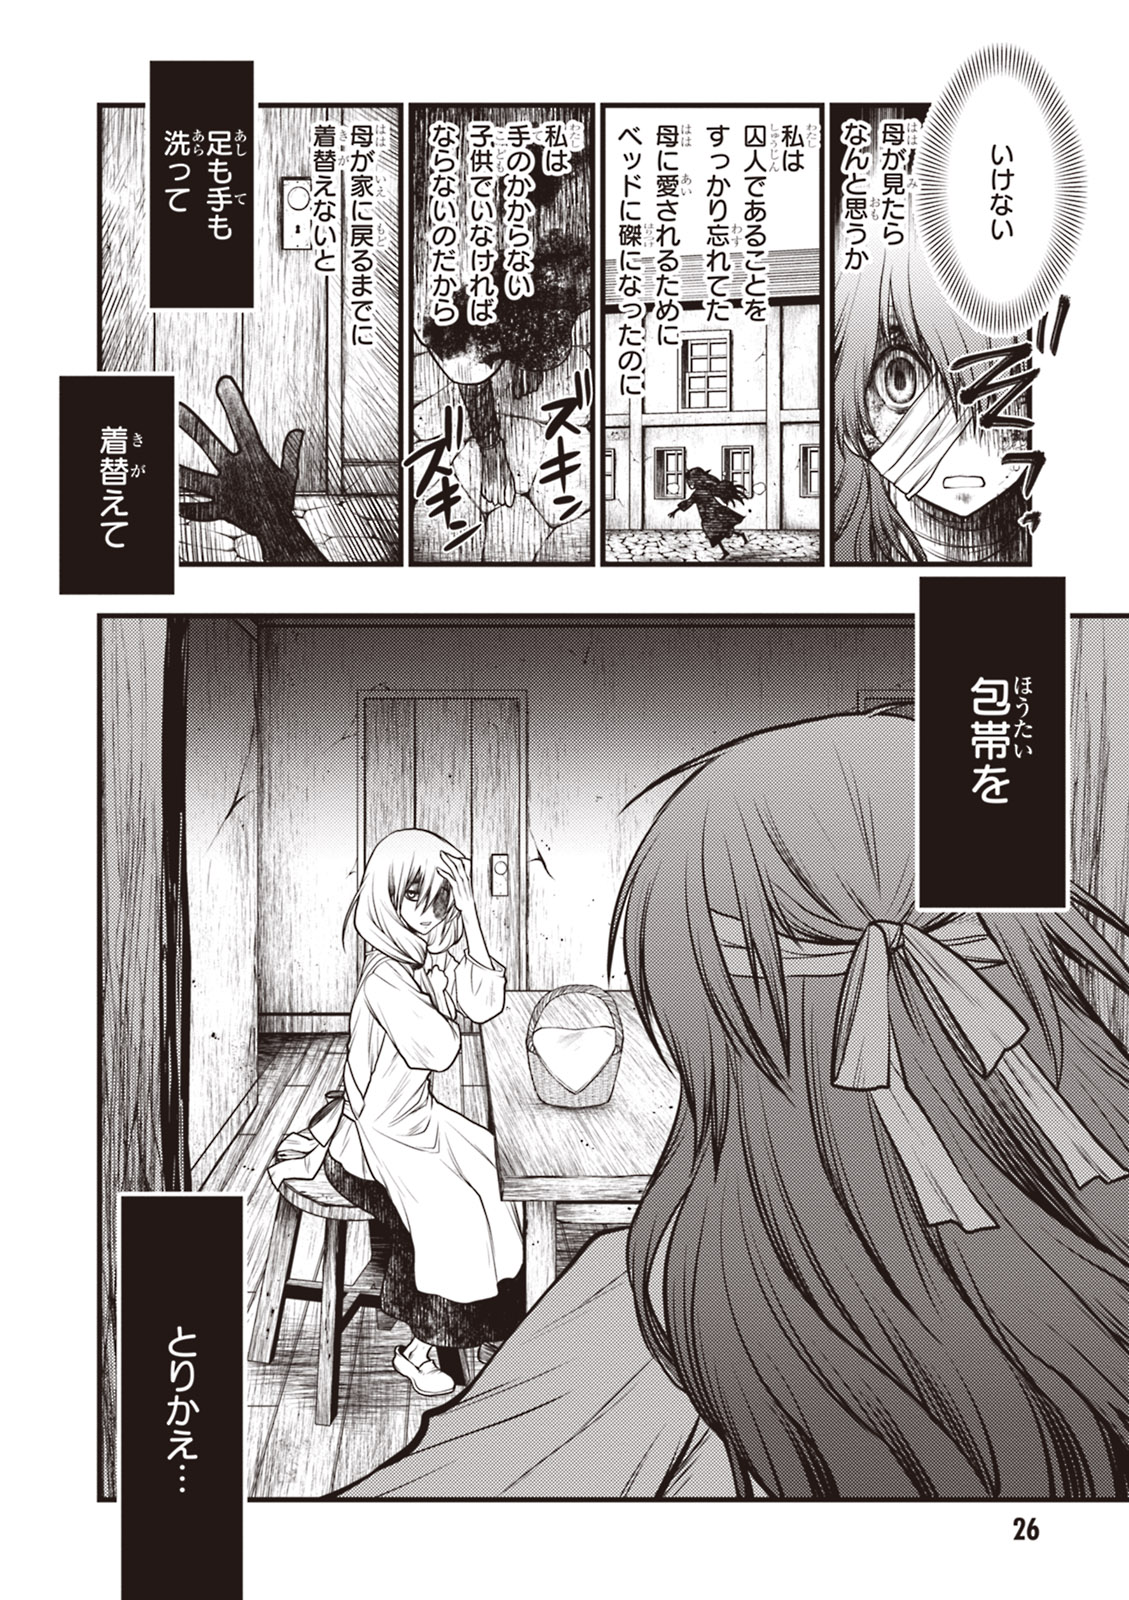 いけない
母が見たら
なんと思うか
私は
囚人であることを
すっかり忘れてた
母に愛されるために
ベッドに磔になったのに
私は
手のかからない
子供でいなければ
ならないのだから
ズキン
ズキン
母が家に戻るまでに
着替えないと
足も手も
洗って
着替えて
包帯を
とりかえ…
26